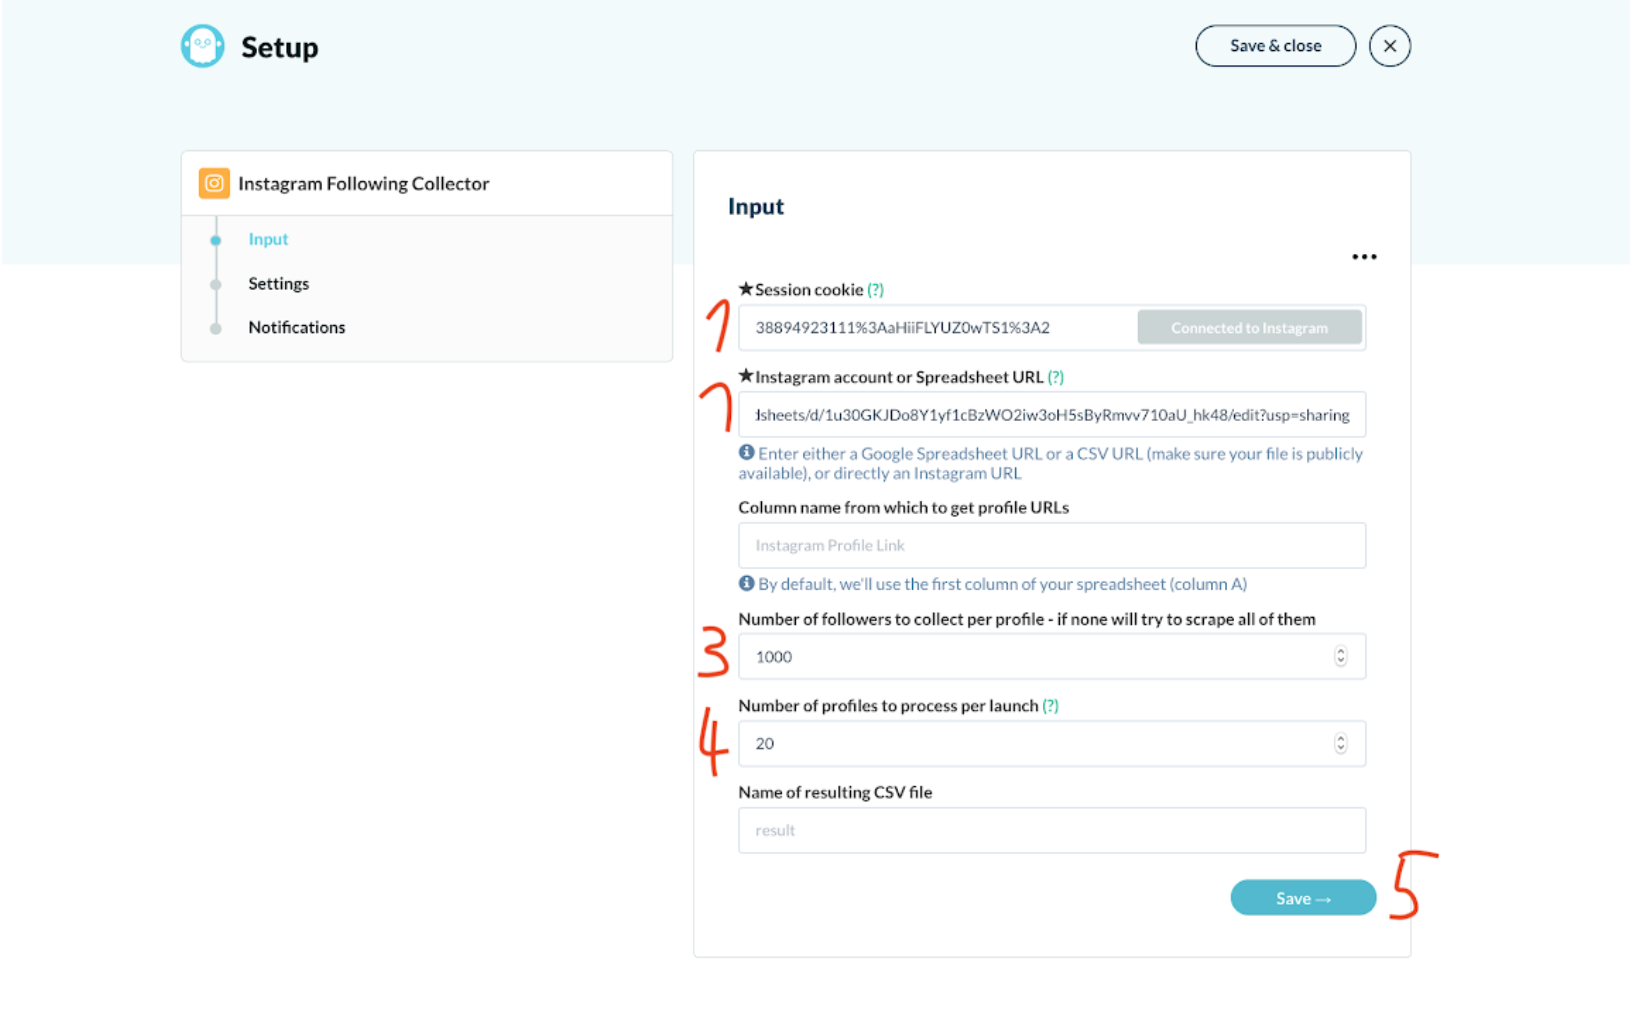 Setup
Save & close
Instagram Following Collector
Input
Settings
Notifications
Input
★Session cookie (?)
1
38894923111%3AaHiiFLYUZ0wTS1%3A2
Connected to Instagram
★Instagram account or Spreadsheet URL (?)
1
dsheets/d/1u30GKJDo8Y1yf1cBzWO2iw3oH5sByRmvv710aU_hk48/edit?usp=sharing
Enter either a Google Spreadsheet URL or a CSV URL (make sure your file is publicly
available), or directly an Instagram URL
Column name from which to get profile URLs
Instagram Profile Link
By default, we'll use the first column of your spreadsheet (column A)
Number of followers to collect per profile - if none will try to scrape all of them
3
1000
Number of profiles to process per launch (?)
4
20
Name of resulting CSV file
result
Save →
5